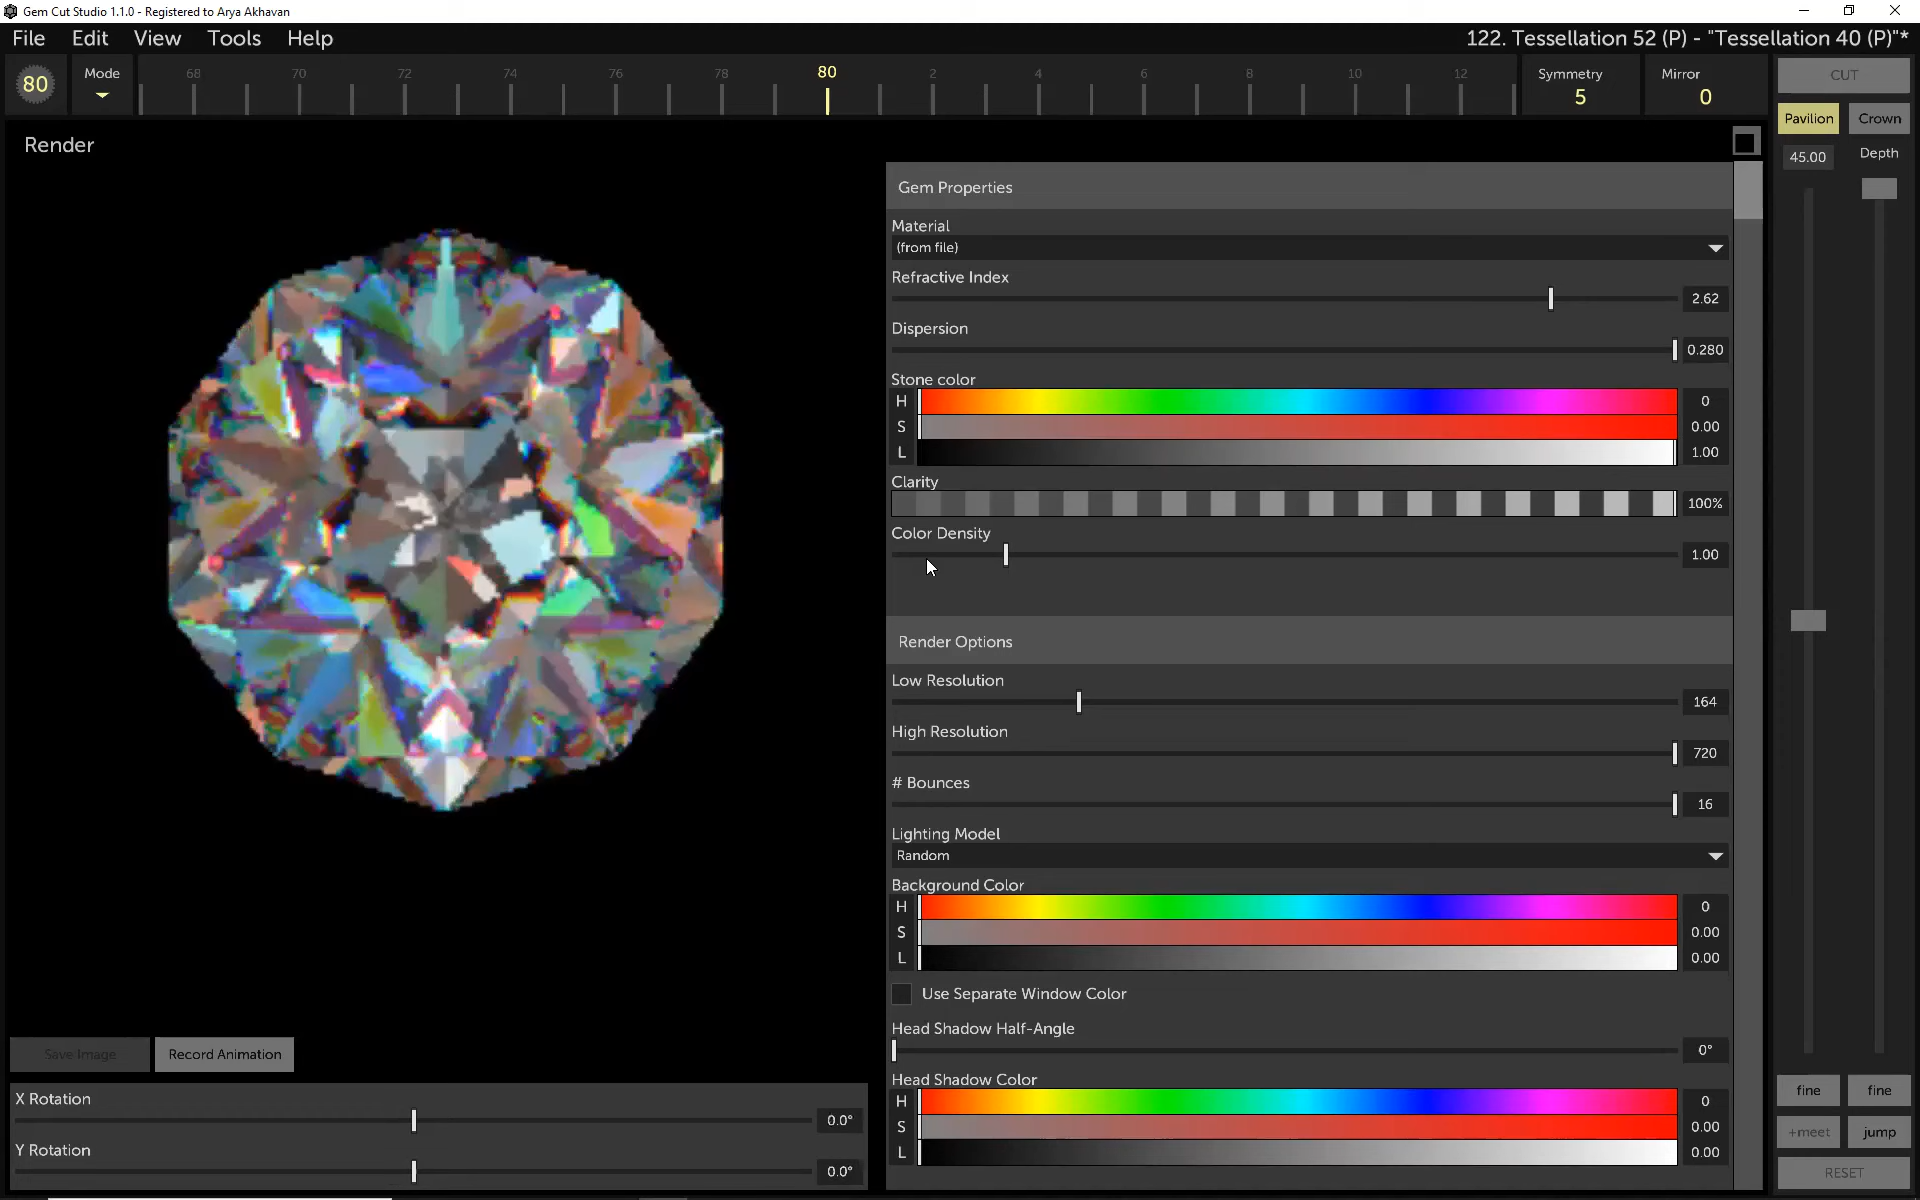 Gem Cut Studio 1.1.0 - Registered to Arya Akhavan
File Edit View Tools Help
122. Tessellation 52 (P) - "Tessellation 40 (P)"*
80
Mode
68 70 72 74 76 78 80 2 4 6 8 10 12
Symmetry
5
Mirror
0
CUT
Pavilion
Crown
45.00
Depth
Render
Gem Properties
Material
(from file)
Refractive Index
2.62
Dispersion
0.280
Stone color
H 0
S 0.00
L 1.00
Clarity
100%
Color Density
1.00
Render Options
Low Resolution
164
High Resolution
720
# Bounces
16
Lighting Model
Random
Background Color
H 0
S 0.00
L 0.00
Use Separate Window Color
Head Shadow Half-Angle
0°
Head Shadow Color
H 0
S 0.00
L 0.00
Save Image
Record Animation
X Rotation
0.0°
Y Rotation
0.0°
fine fine
+meet jump
RESET